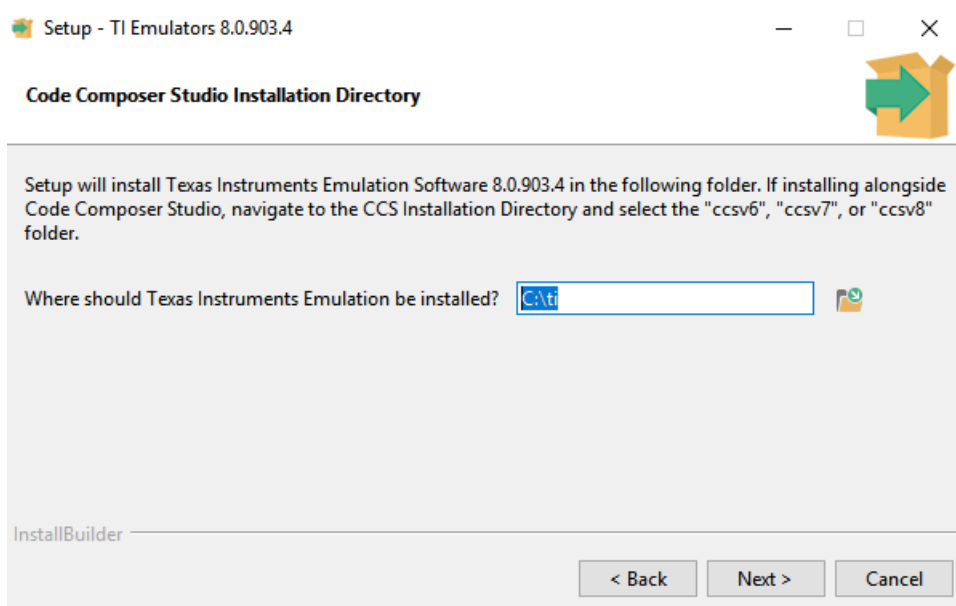 Setup - TI Emulators 8.0.903.4
Code Composer Studio Installation Directory
Setup will install Texas Instruments Emulation Software 8.0.903.4 in the following folder. If installing alongside
Code Composer Studio, navigate to the CCS Installation Directory and select the "ccsv6", "ccsv7", or "ccsv8"
folder.
Where should Texas Instruments Emulation be installed? C:\ti
InstallBuilder
< Back Next > Cancel